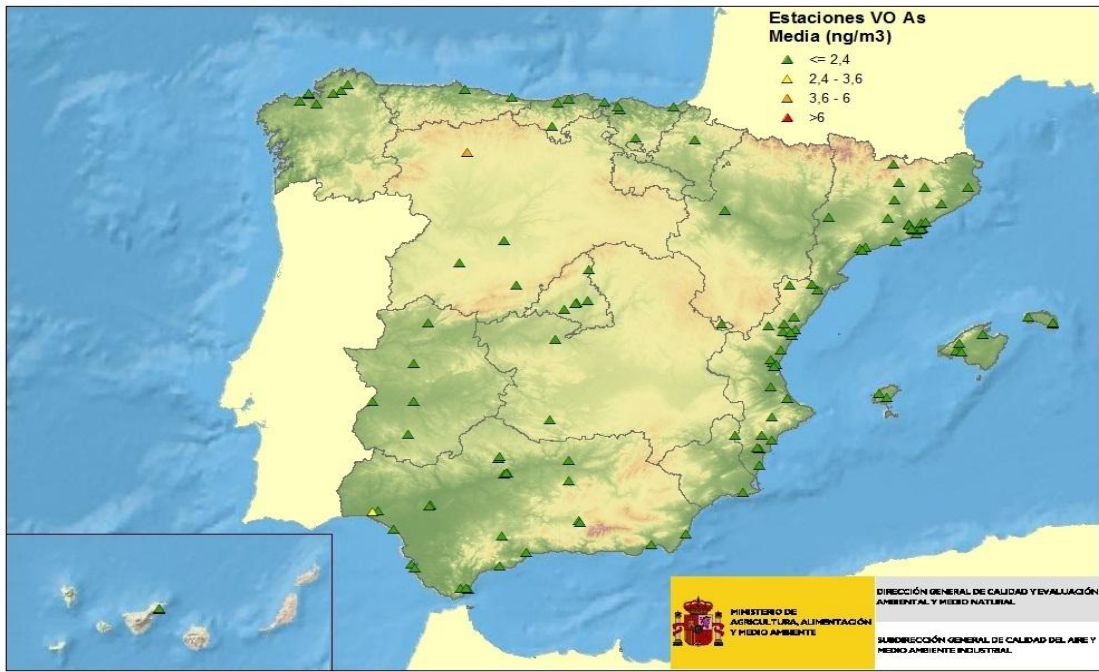 Estaciones VO As
Media (ng/m3)
<= 2,4
2,4 - 3,6
3,6 - 6
>6
MINISTERIO DE
AGRICULTURA, ALIMENTACIÓN
Y MEDIO AMBIENTE
DIRECCIÓN GENERAL DE CALIDAD Y EVALUACIÓN
AMBIENTAL Y MEDIO NATURAL
SUBDIRECCIÓN GENERAL DE CALIDAD DEL AIRE Y
MEDIO AMBIENTE INDUSTRIAL